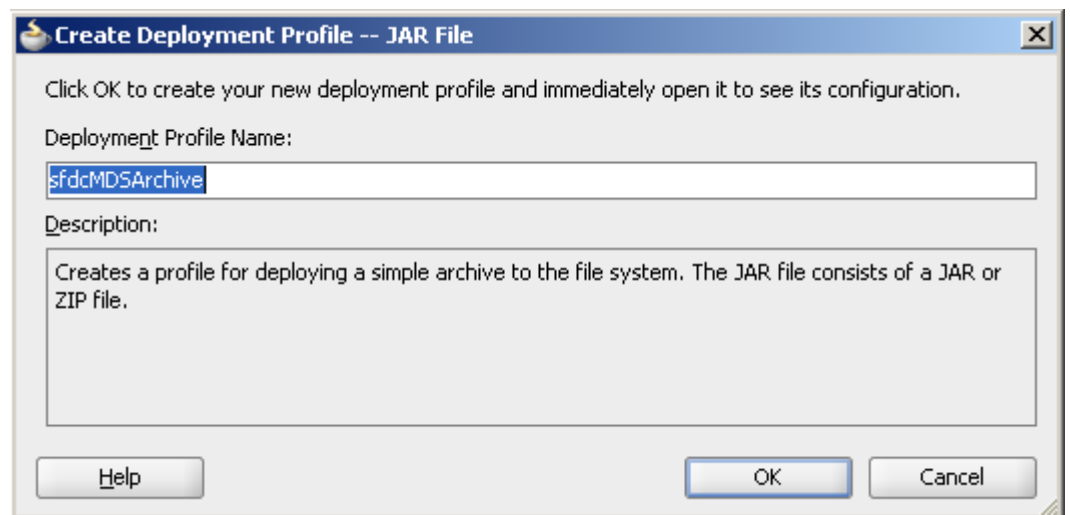 Create Deployment Profile -- JAR File
Click OK to create your new deployment profile and immediately open it to see its configuration.
Deployment Profile Name:
sfdcMDSArchive
Description:
Creates a profile for deploying a simple archive to the file system. The JAR file consists of a JAR or
ZIP file.
Help
OK
Cancel